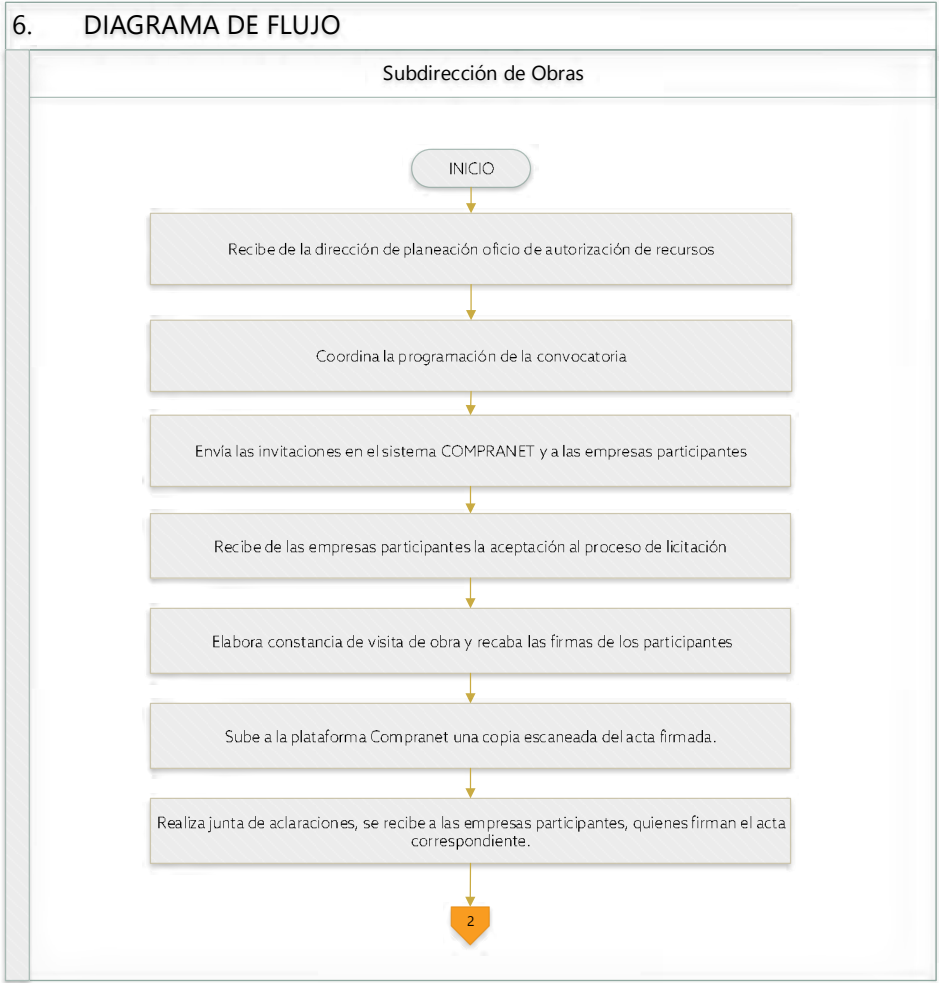 6. DIAGRAMA DE FLUJO
Subdirección de Obras
INICIO
Recibe de la dirección de planeación oficio de autorización de recursos
Coordina la programación de la convocatoria
Envía las invitaciones en el sistema COMPRANET y a las empresas participantes
Recibe de las empresas participantes la aceptación al proceso de licitación
Elabora constancia de visita de obra y recaba las firmas de los participantes
Sube a la plataforma Compranet una copia escaneada del acta firmada.
Realiza junta de aclaraciones, se recibe a las empresas participantes, quienes firman el acta
correspondiente.
2